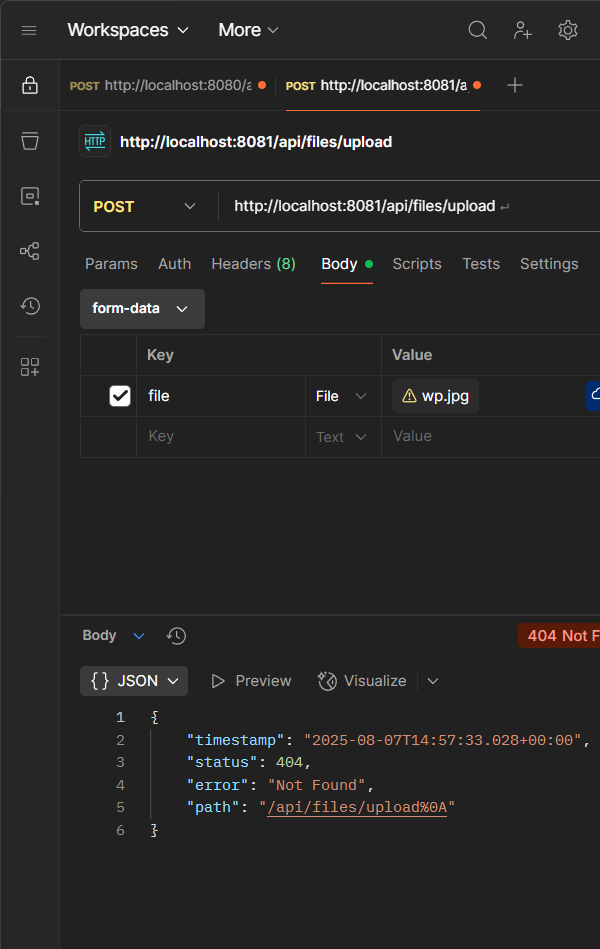 Workspaces More
POST http://localhost:8080/a POST http://localhost:8081/a
HTTP http://localhost:8081/api/files/upload
POST http://localhost:8081/api/files/upload ↵
Params Auth Headers (8) Body Scripts Tests Settings
form-data
Key Value
file File wp.jpg
Key Text Value
Body 404 Not F
{ } JSON Preview Visualize
1 {
2 "timestamp": "2025-08-07T14:57:33.028+00:00",
3 "status": 404,
4 "error": "Not Found",
5 "path": "/api/files/upload%0A"
6 }